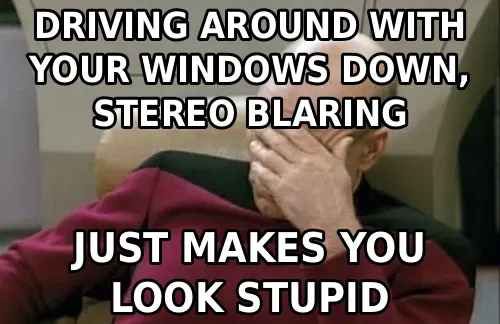 DRIVING AROUND WITH
YOUR WINDOWS DOWN,
STEREO BLARING
JUST MAKES YOU
LOOK STUPID